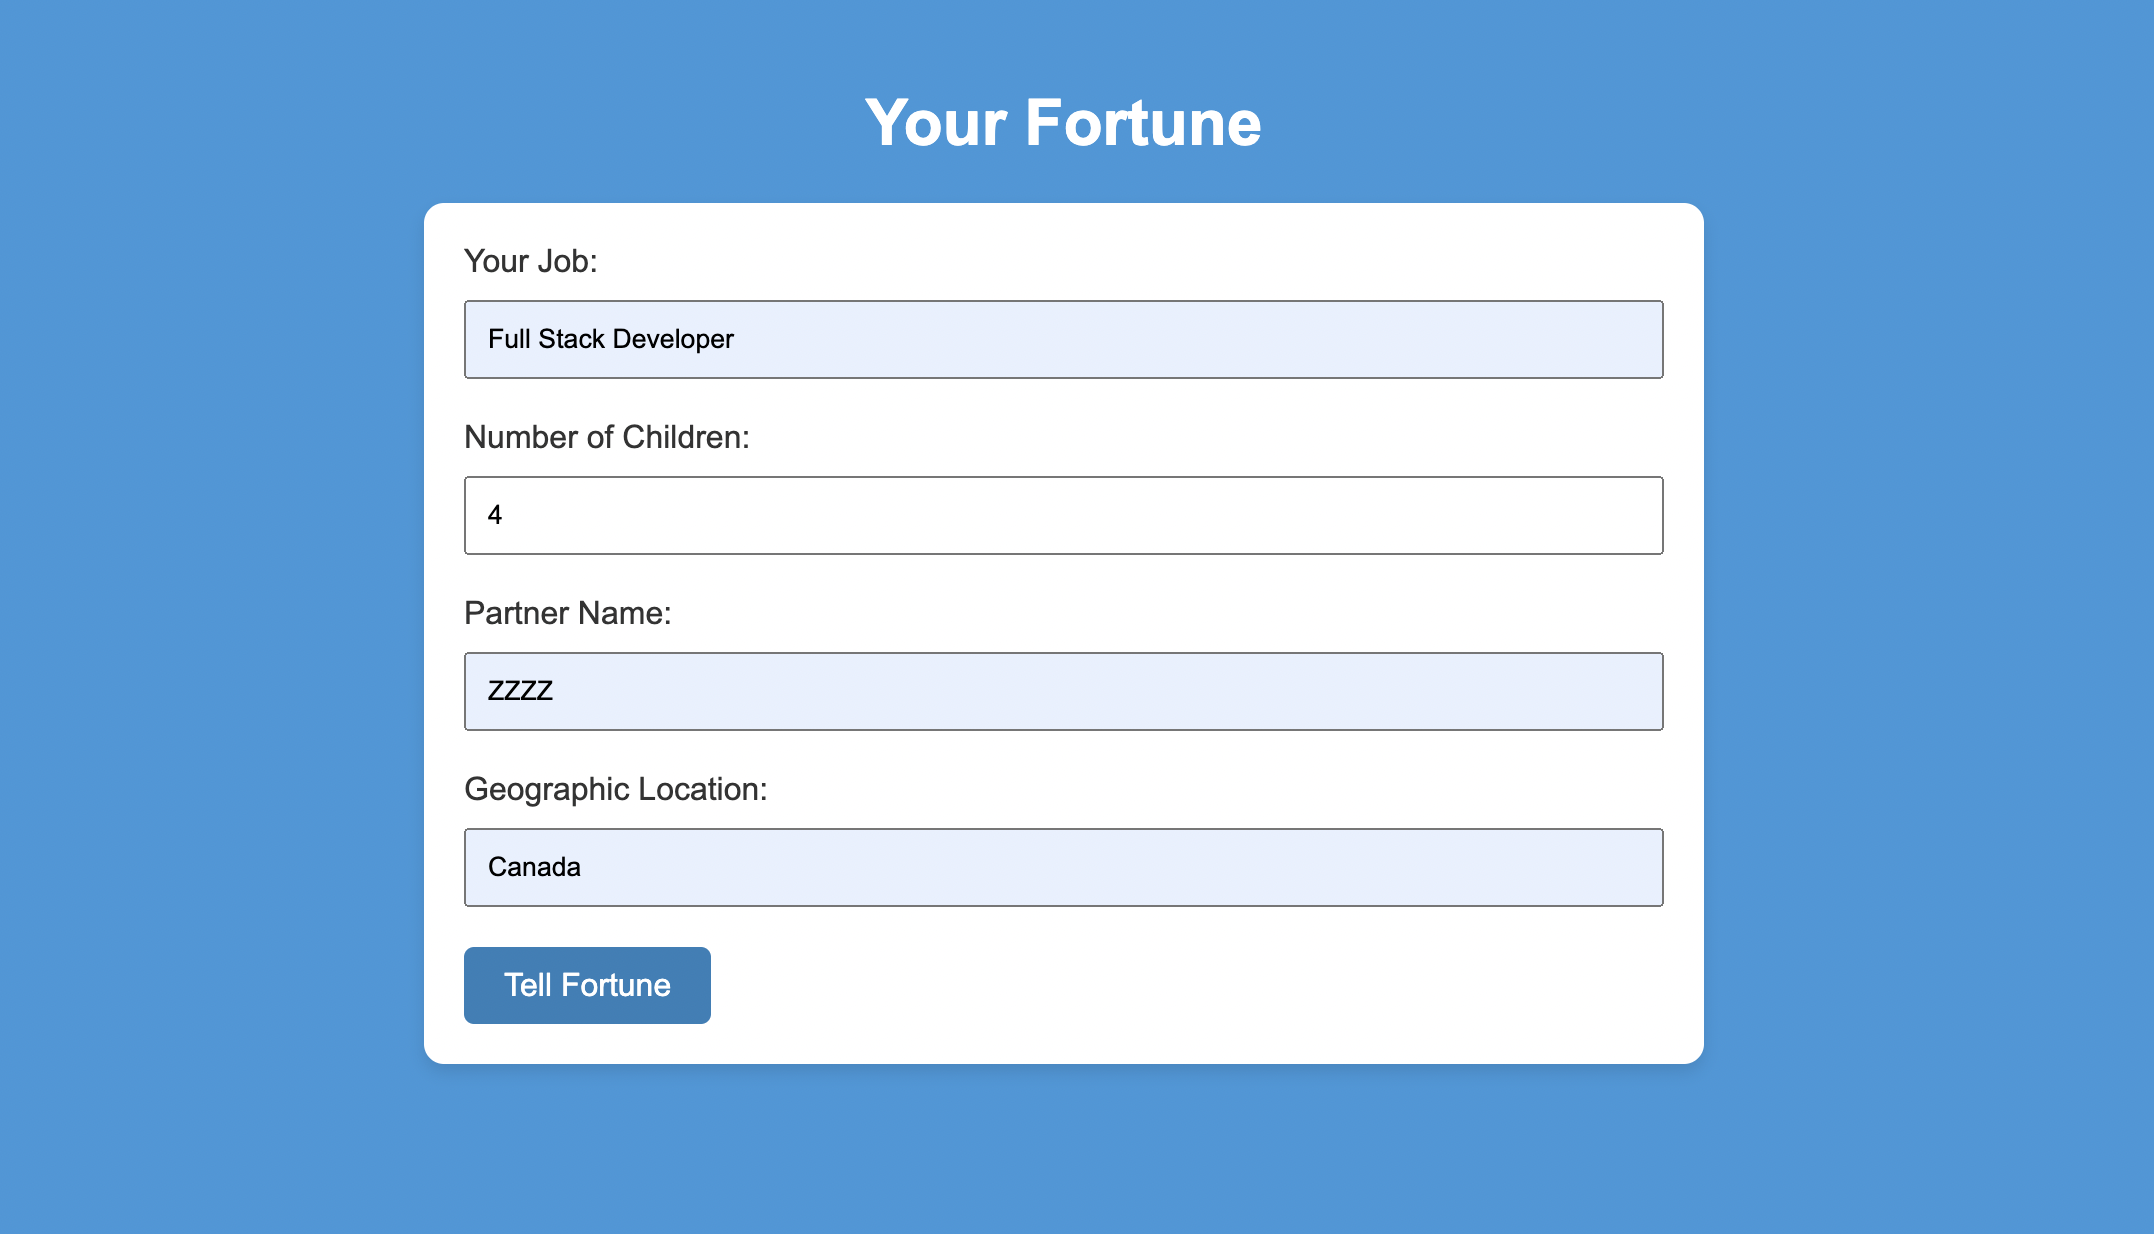 Your Fortune
Your Job:
Full Stack Developer
Number of Children:
4
Partner Name:
ZZZZ
Geographic Location:
Canada
Tell Fortune